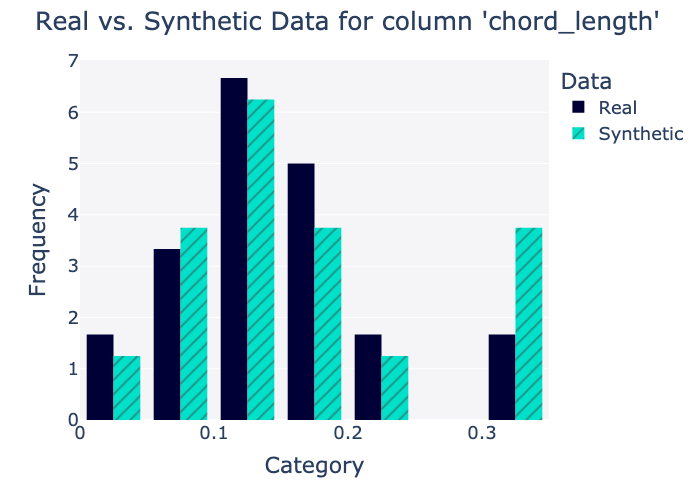 Real vs. Synthetic Data for column 'chord_length'
Data
Real
Synthetic
Frequency
7
6
5
4
3
2
1
0
0 0.1 0.2 0.3
Category